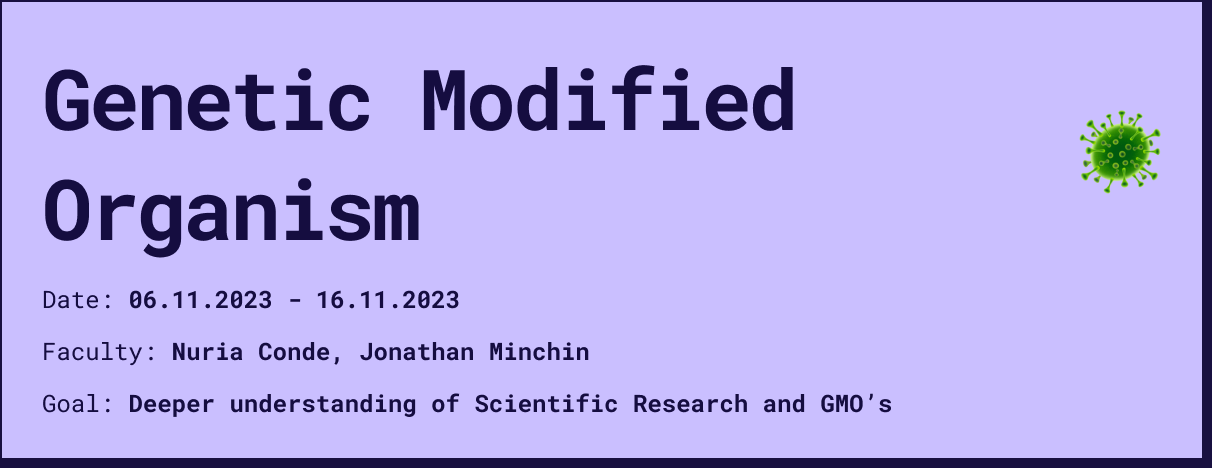 Genetic Modified
Organism
Date: 06.11.2023 - 16.11.2023
Faculty: Nuria Conde, Jonathan Minchin
Goal: Deeper understanding of Scientific Research and GMO’s